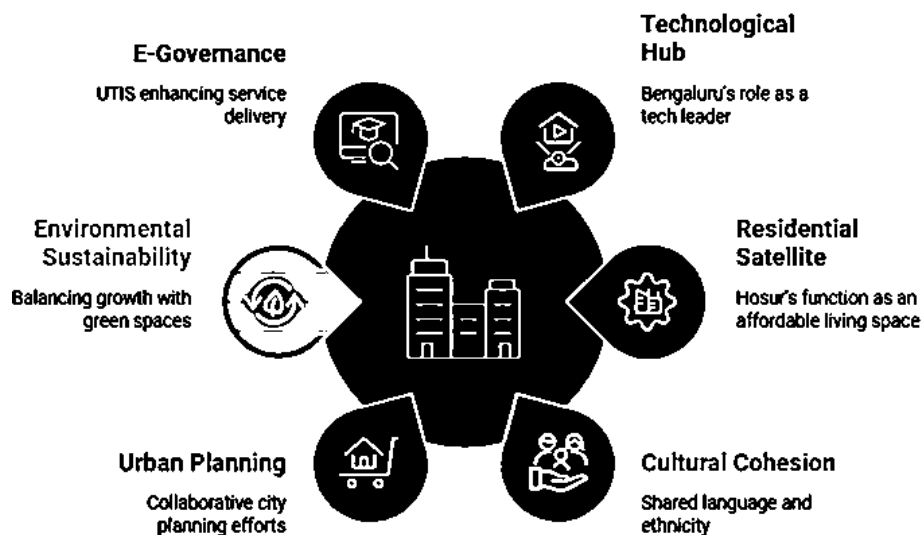 E-Governance
UTIS enhancing service
delivery
Technological
Hub
Bengaluru's role as a
tech leader
Environmental
Sustainability
Balancing growth with
green spaces
Residential
Satellite
Hosur's function as an
affordable living space
Urban Planning
Collaborative city
planning efforts
Cultural Cohesion
Shared language and
ethnicity